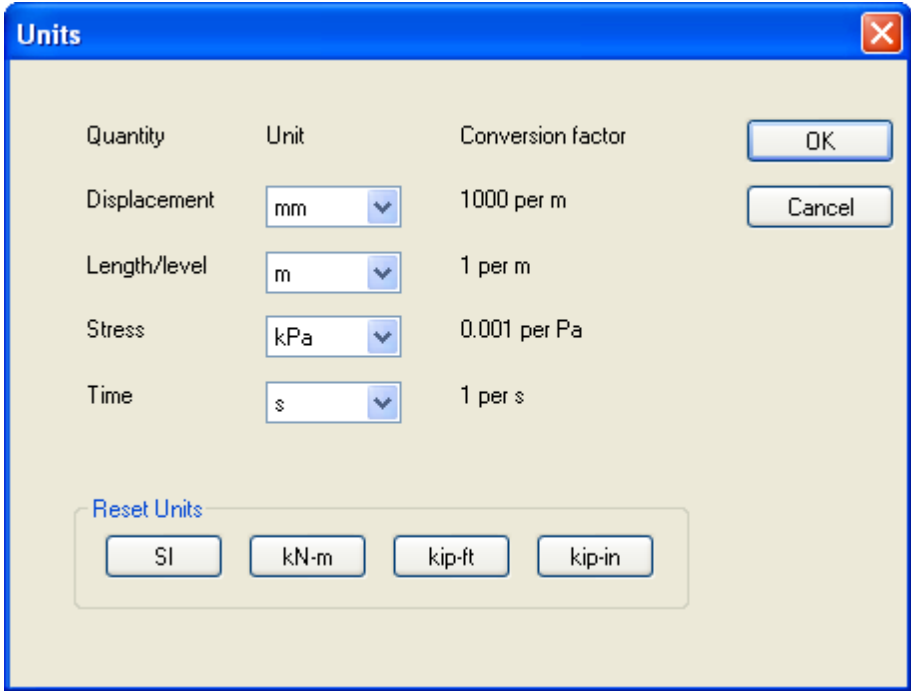 Units
Quantity Unit Conversion factor OK
Displacement mm 1000 per m Cancel
Length/level m 1 per m
Stress kPa 0.001 per Pa
Time s 1 per s
Reset Units
SI kN-m kip-ft kip-in